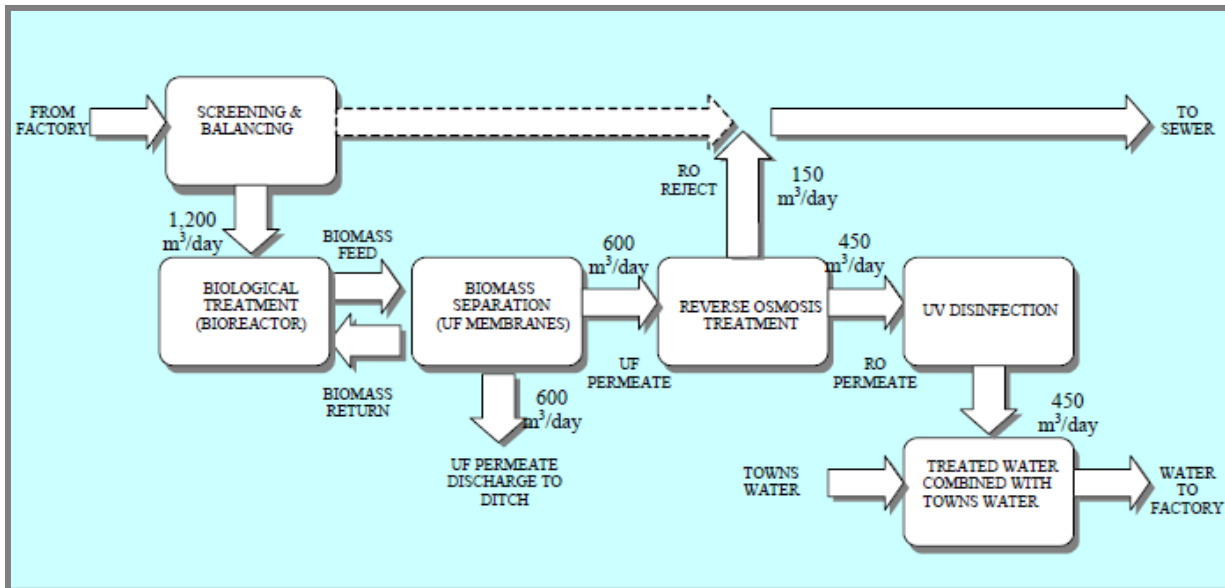 FROM
FACTORY
SCREENING &
BALANCING
TO
SEWER
RO
REJECT
150
m³/day
1,200
m³/day
BIOMASS
FEED
600
m³/day
450
m³/day
BIOLOGICAL
TREATMENT
(BIOREACTOR)
BIOMASS
SEPARATION
(UF MEMBRANES)
REVERSE OSMOSIS
TREATMENT
UV DISINFECTION
BIOMASS
RETURN
UF
PERMEATE
RO
PERMEATE
600
m³/day
450
m³/day
UF PERMEATE
DISCHARGE TO
DITCH
TOWNS
WATER
TREATED WATER
COMBINED WITH
TOWNS WATER
WATER
TO
FACTORY